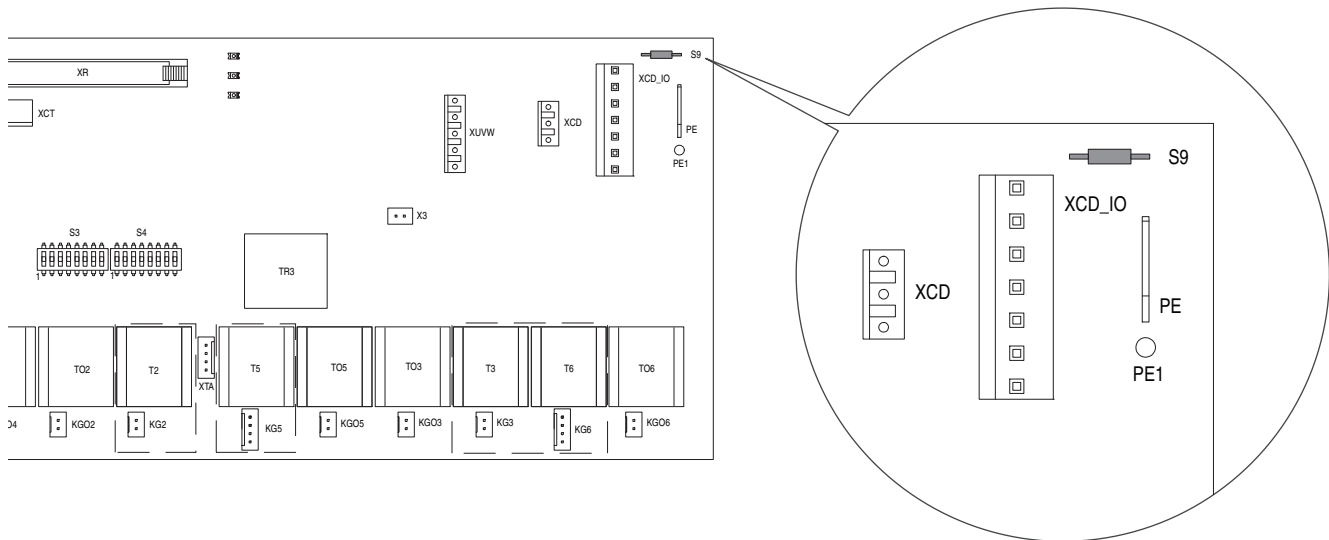 XR
S9
XCD_IO
XCT
XUVW
XCD
PE
PE1
X3
S3 S4
1 1
TR3
TO2 T2 T5 TO5 TO3 T3 T6 TO6
XTA
KGO2 KG2 KG5 KGO5 KGO3 KG3 KG6 KGO6
S9
XCD_IO
XCD
PE
PE1